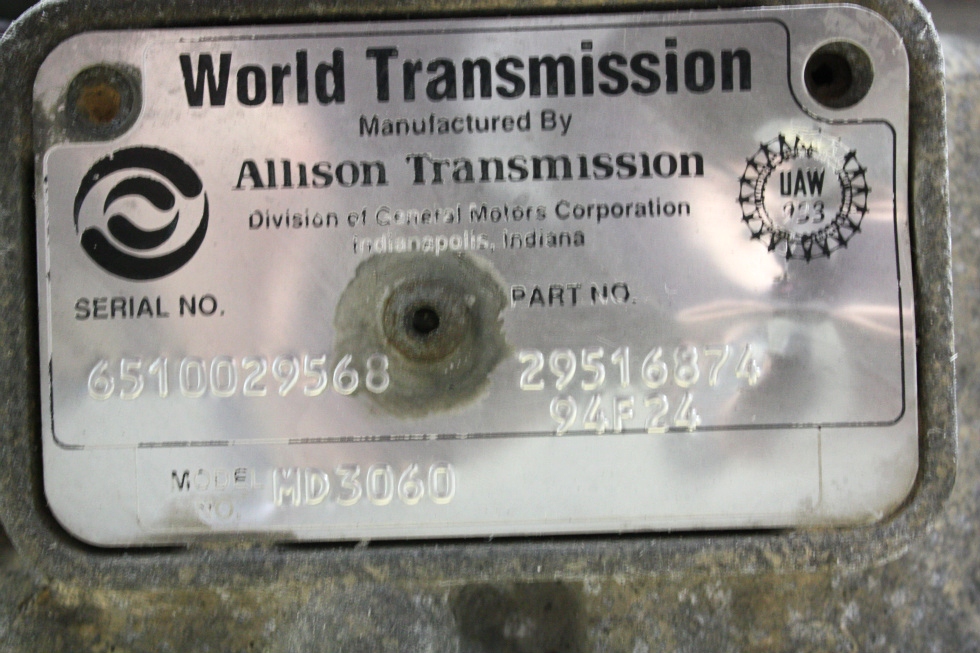 World Transmission
Manufactured By
Allison Transmission
Division of General Motors Corporation
Indianapolis, Indiana
UAW
933
SERIAL NO.
PART NO.
6510029568
29516874
94F24
MODEL
NO.
MD3060